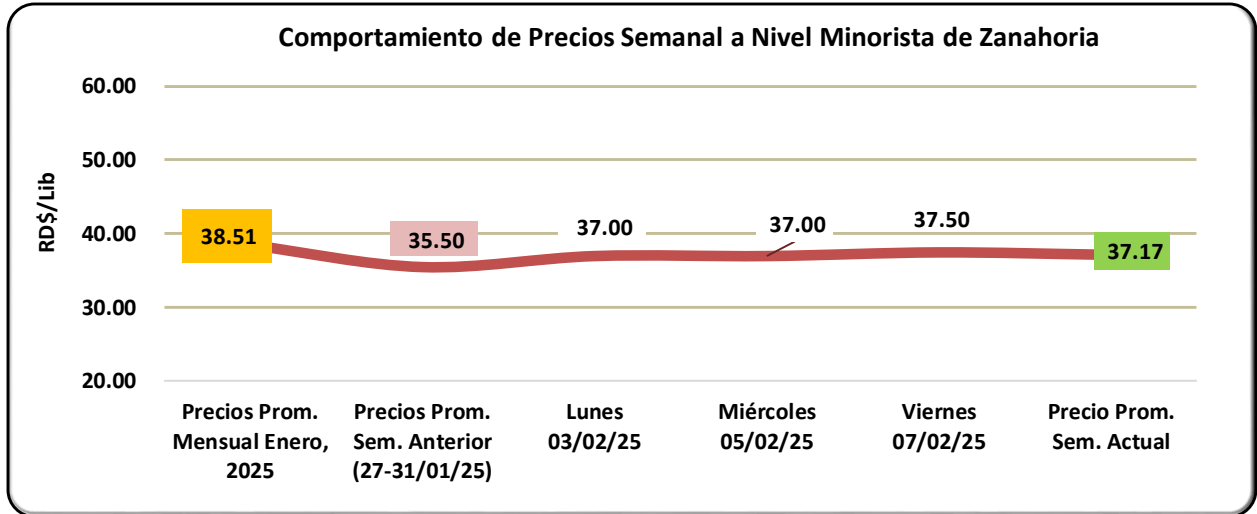 Comportamiento de Precios Semanal a Nivel Minorista de Zanahoria
RD$/Lib
60.00
50.00
40.00
30.00
20.00
38.51
35.50
37.00
37.00
37.50
37.17
Precios Prom.
Mensual Enero,
2025
Precios Prom.
Sem. Anterior
(27-31/01/25)
Lunes
03/02/25
Miércoles
05/02/25
Viernes
07/02/25
Precio Prom.
Sem. Actual